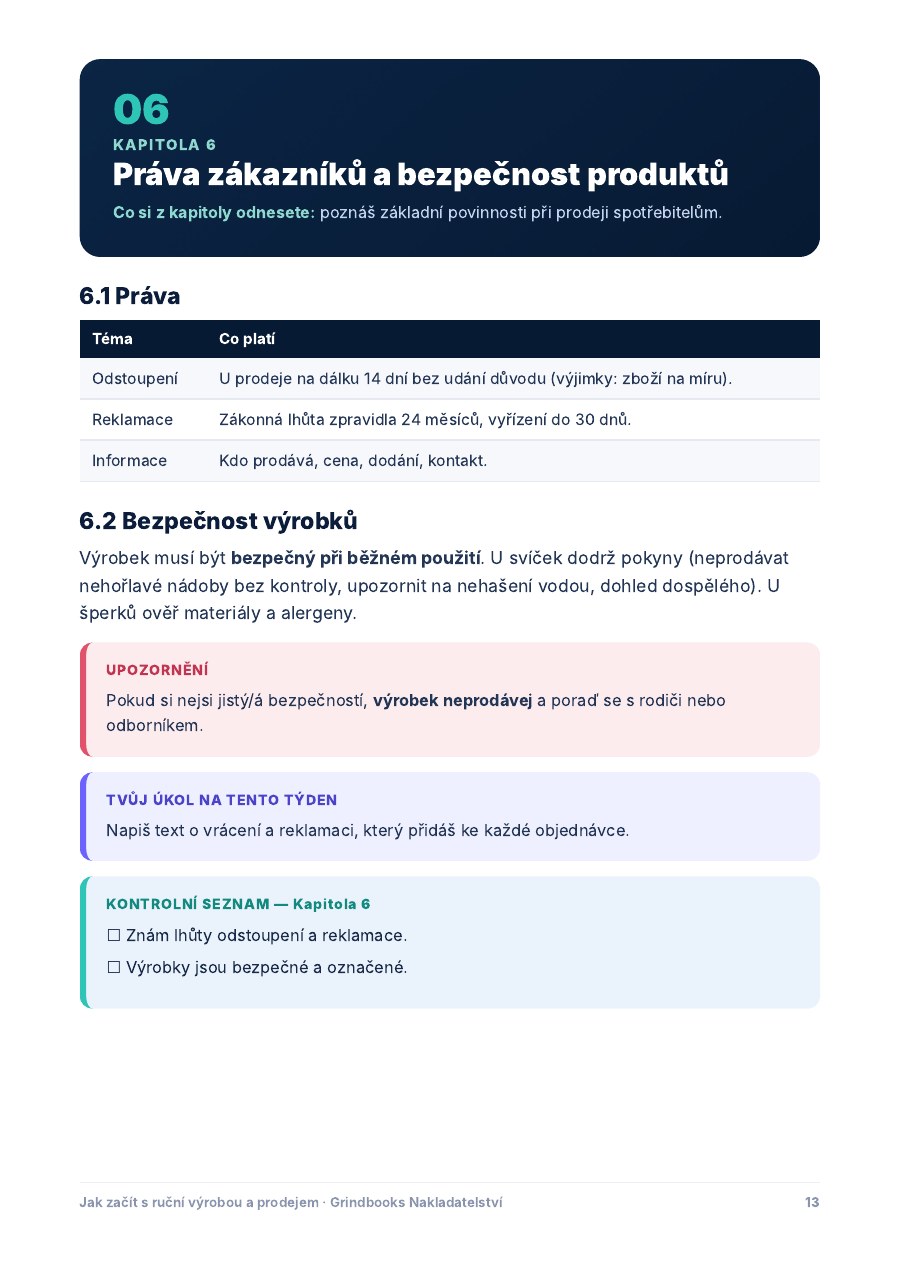 06
KAPITOLA 6
Práva zákazníků a bezpečnost produktů
Co si z kapitoly odnesete: poznáš základní povinnosti při prodeji spotřebitelům.
6.1 Práva
Téma Co platí
Odstoupení U prodeje na dálku 14 dní bez udání důvodu (výjimky: zboží na míru).
Reklamace Zákonná lhůta zpravidla 24 měsíců, vyřízení do 30 dnů.
Informace Kdo prodává, cena, dodání, kontakt.
6.2 Bezpečnost výrobků
Výrobek musí být bezpečný při běžném použití. U svíček dodrž pokyny (neprodávat
nehořlavé nádoby bez kontroly, upozornit na nehašení vodou, dohled dospělého). U
šperků ověř materiály a alergeny.
UPOZORNĚNÍ
Pokud si nejsi jistý/á bezpečností, výrobek neprodávej a poraď se s rodiči nebo
odborníkem.
TVŮJ ÚKOL NA TENTO TÝDEN
Napiš text o vrácení a reklamaci, který přidáš ke každé objednávce.
KONTROLNÍ SEZNAM — Kapitola 6
☐ Znám lhůty odstoupení a reklamace.
☐ Výrobky jsou bezpečné a označené.
Jak začít s ruční výrobou a prodejem · Grindbooks Nakladatelství 13